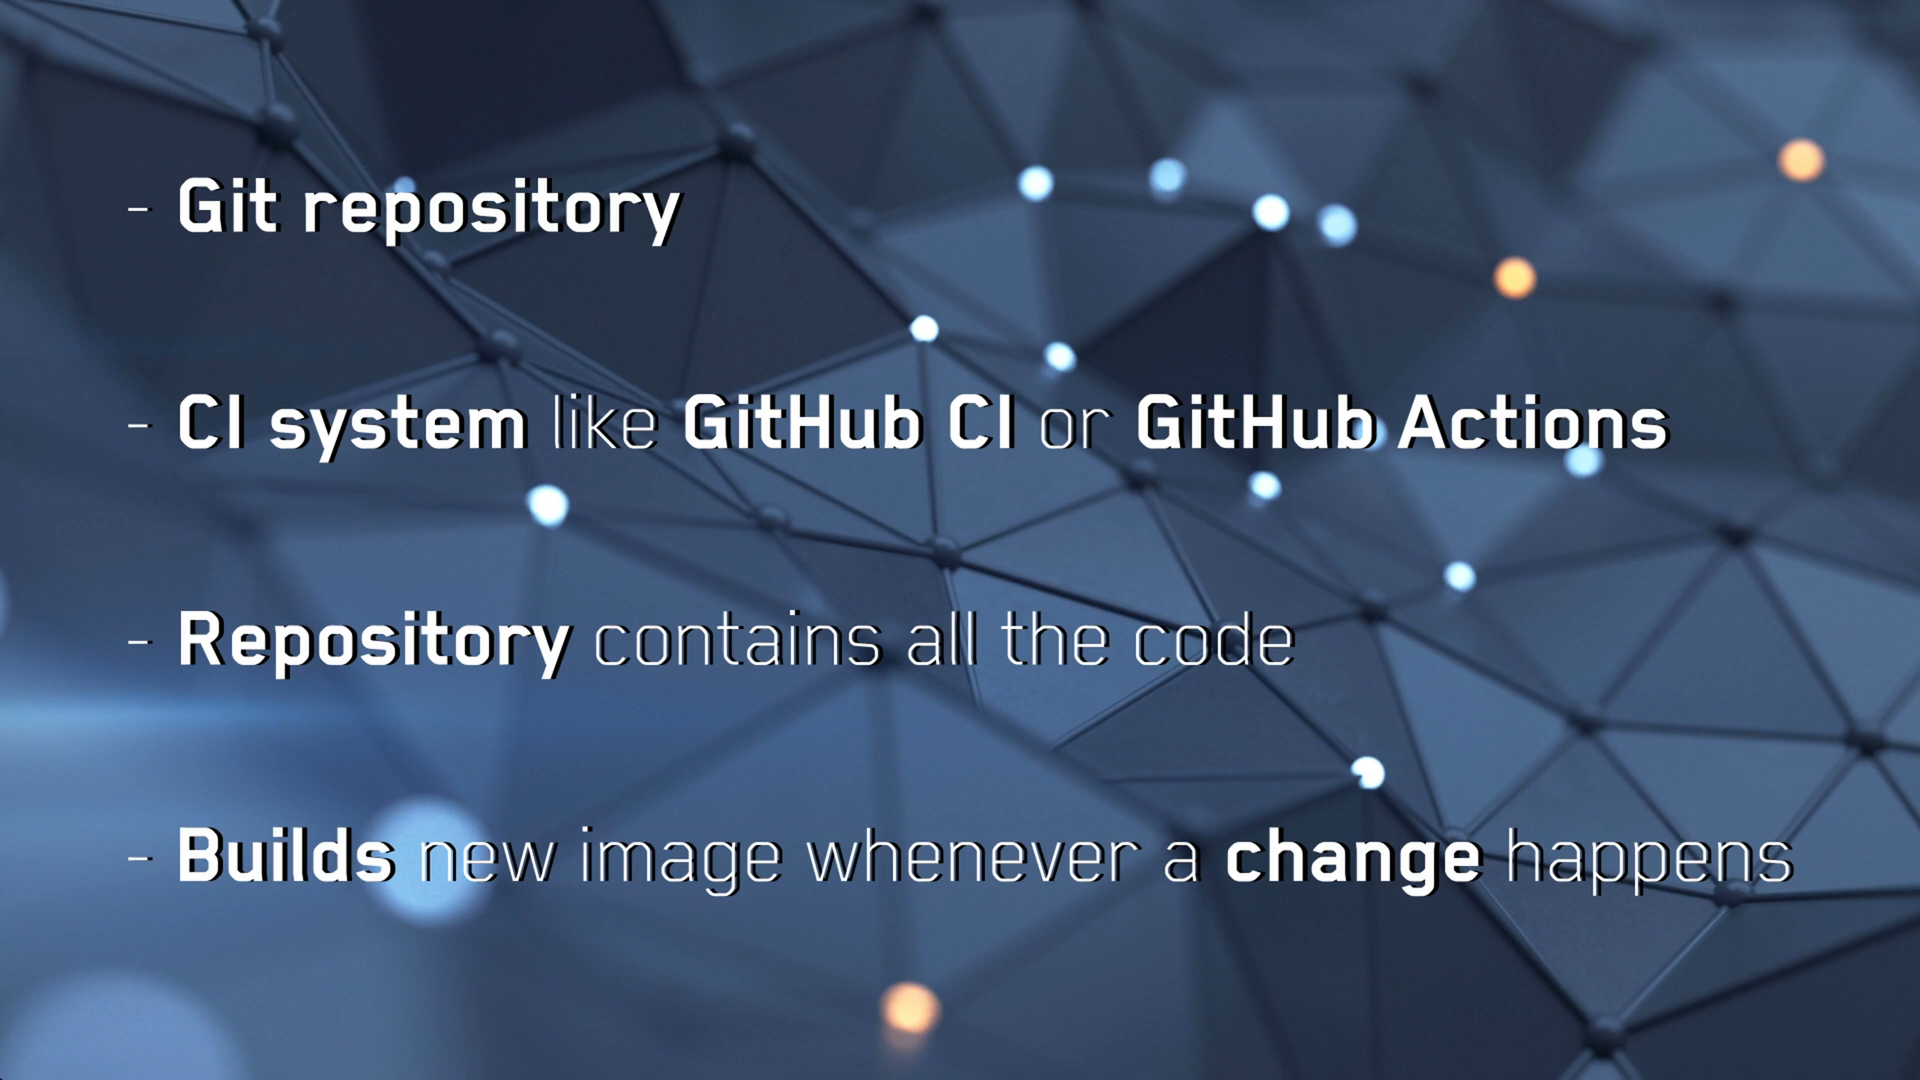 - Git repository
- CI system like GitHub CI or GitHub Actions
- Repository contains all the code
- Builds new image whenever a change happens